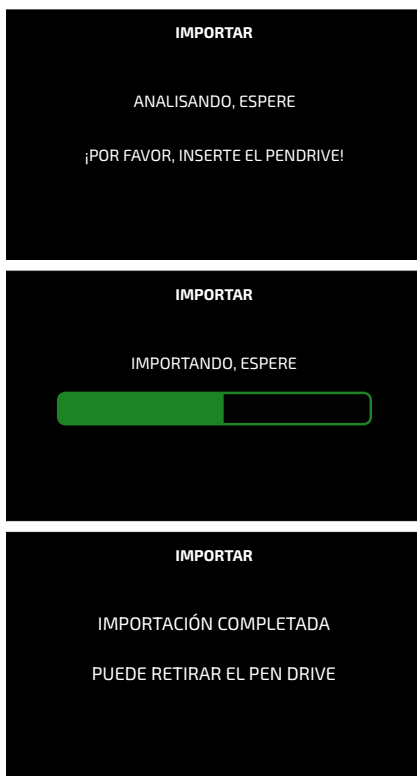 IMPORTAR
ANALISANDO, ESPERE
¡POR FAVOR, INSERTE EL PENDRIVE!
IMPORTAR
IMPORTANDO, ESPERE
IMPORTAR
IMPORTACIÓN COMPLETADA
PUEDE RETIRAR EL PEN DRIVE